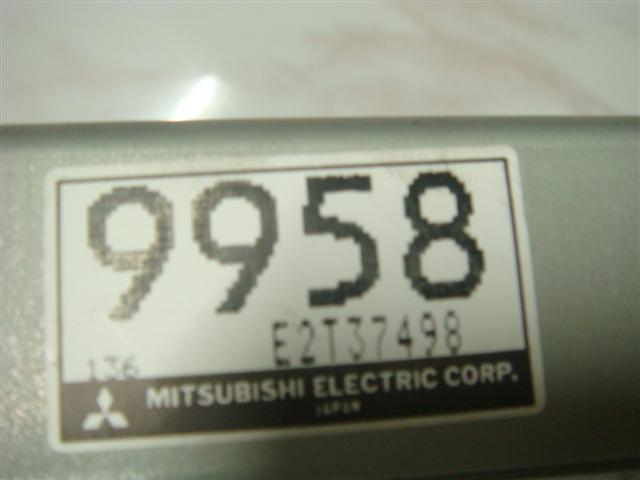 9958
E2T37498
136
MITSUBISHI ELECTRIC CORP.
JAPAN